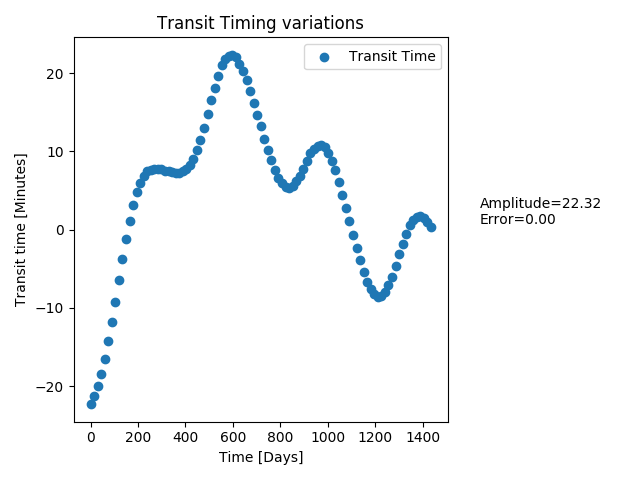 Transit Timing variations
Transit Time
20
10
0
−10
−20
Transit time [Minutes]
0 200 400 600 800 1000 1200 1400
Time [Days]
Amplitude=22.32
Error=0.00